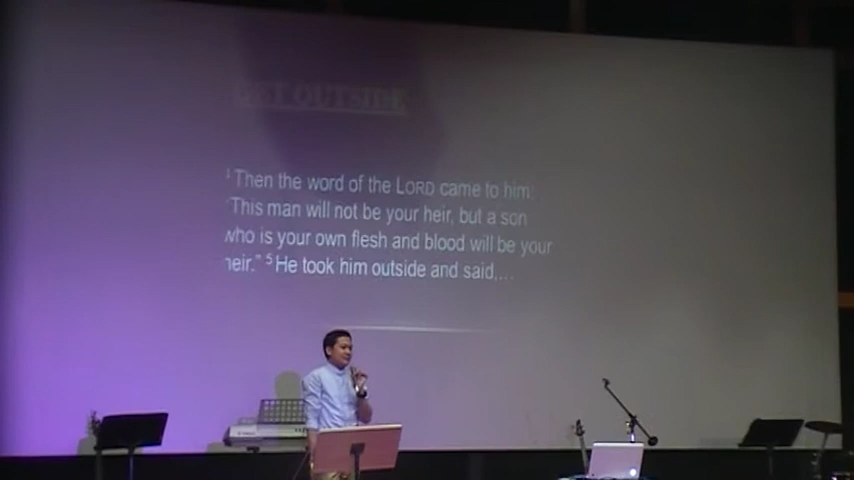 OUTSIDE
Then the word of the LORD came to him:
"This man will not be your heir, but a son
who is your own flesh and blood will be your
heir." 5 He took him outside and said....